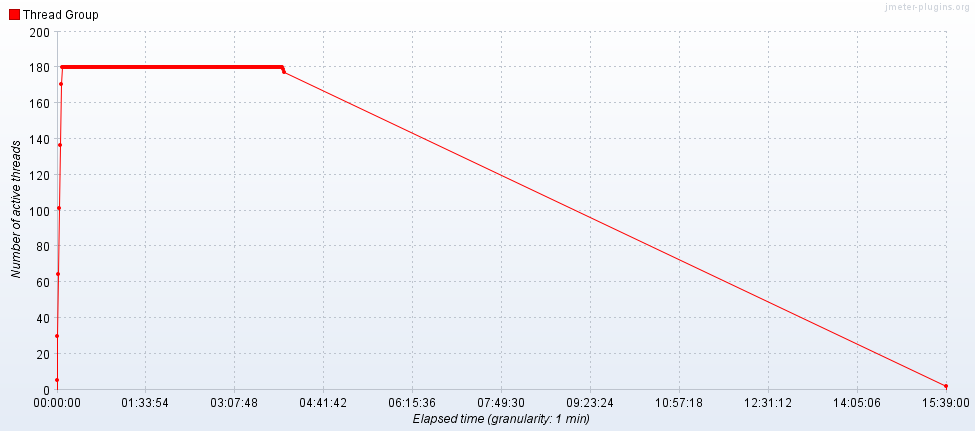 Thread Group
jmeter-plugins.org
200
180
160
140
120
100
80
60
40
20
0
Number of active threads
00:00:00 01:33:54 03:07:48 04:41:42 06:15:36 07:49:30 09:23:24 10:57:18 12:31:12 14:05:06 15:39:00
Elapsed time (granularity: 1 min)